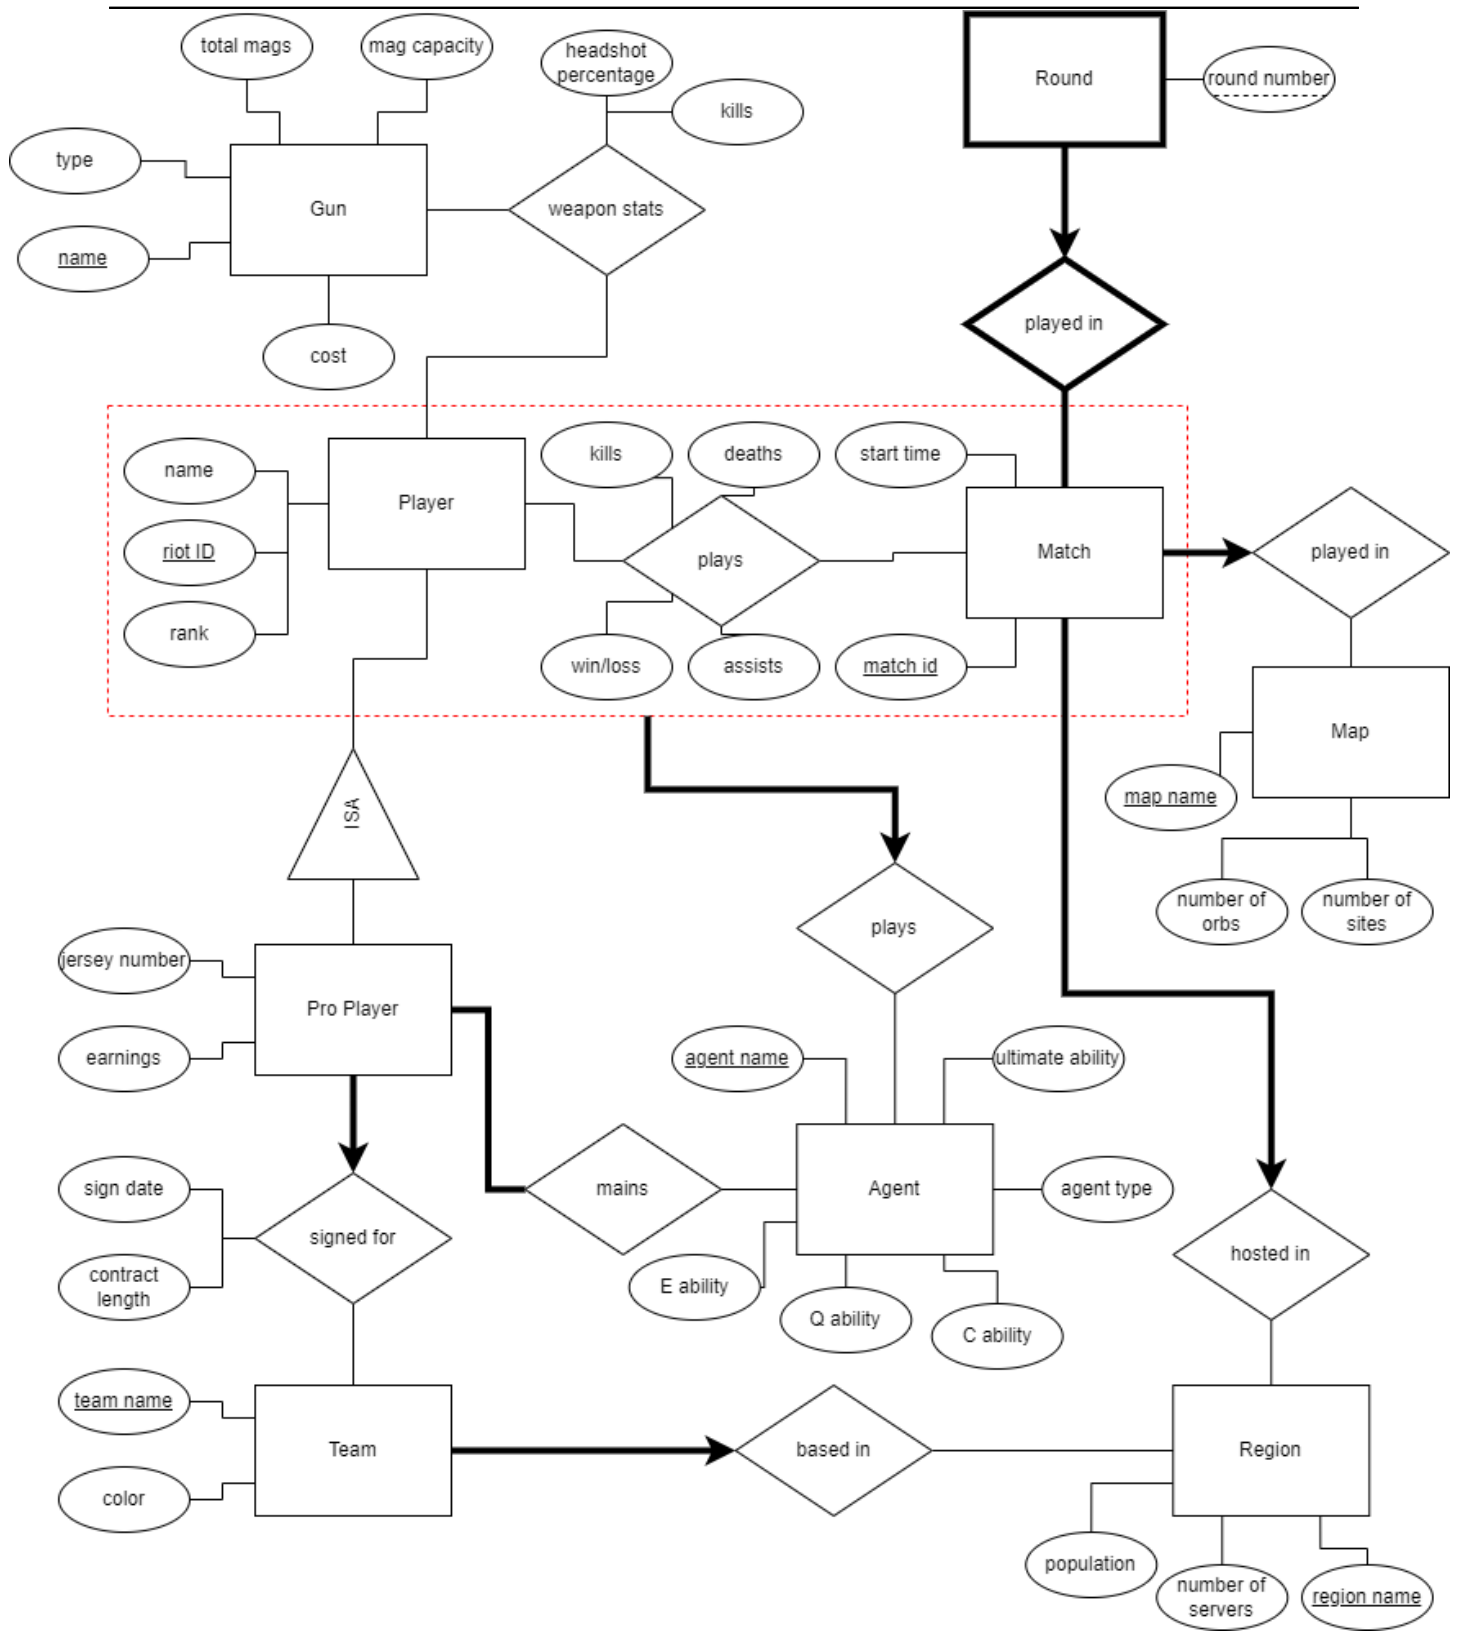 total mags
mag capacity
headshot
percentage
kills
Round
round number
type
Gun
weapon stats
name
cost
played in
name
riot ID
rank
Player
kills
deaths
plays
win/loss
assists
start time
Match
match id
played in
Map
map name
number of
orbs
number of
sites
ISA
plays
jersey number
Pro Player
earnings
agent name
ultimate ability
sign date
signed for
contract
length
mains
Agent
agent type
E ability
Q ability
C ability
hosted in
team name
Team
color
based in
Region
population
number of
servers
region name